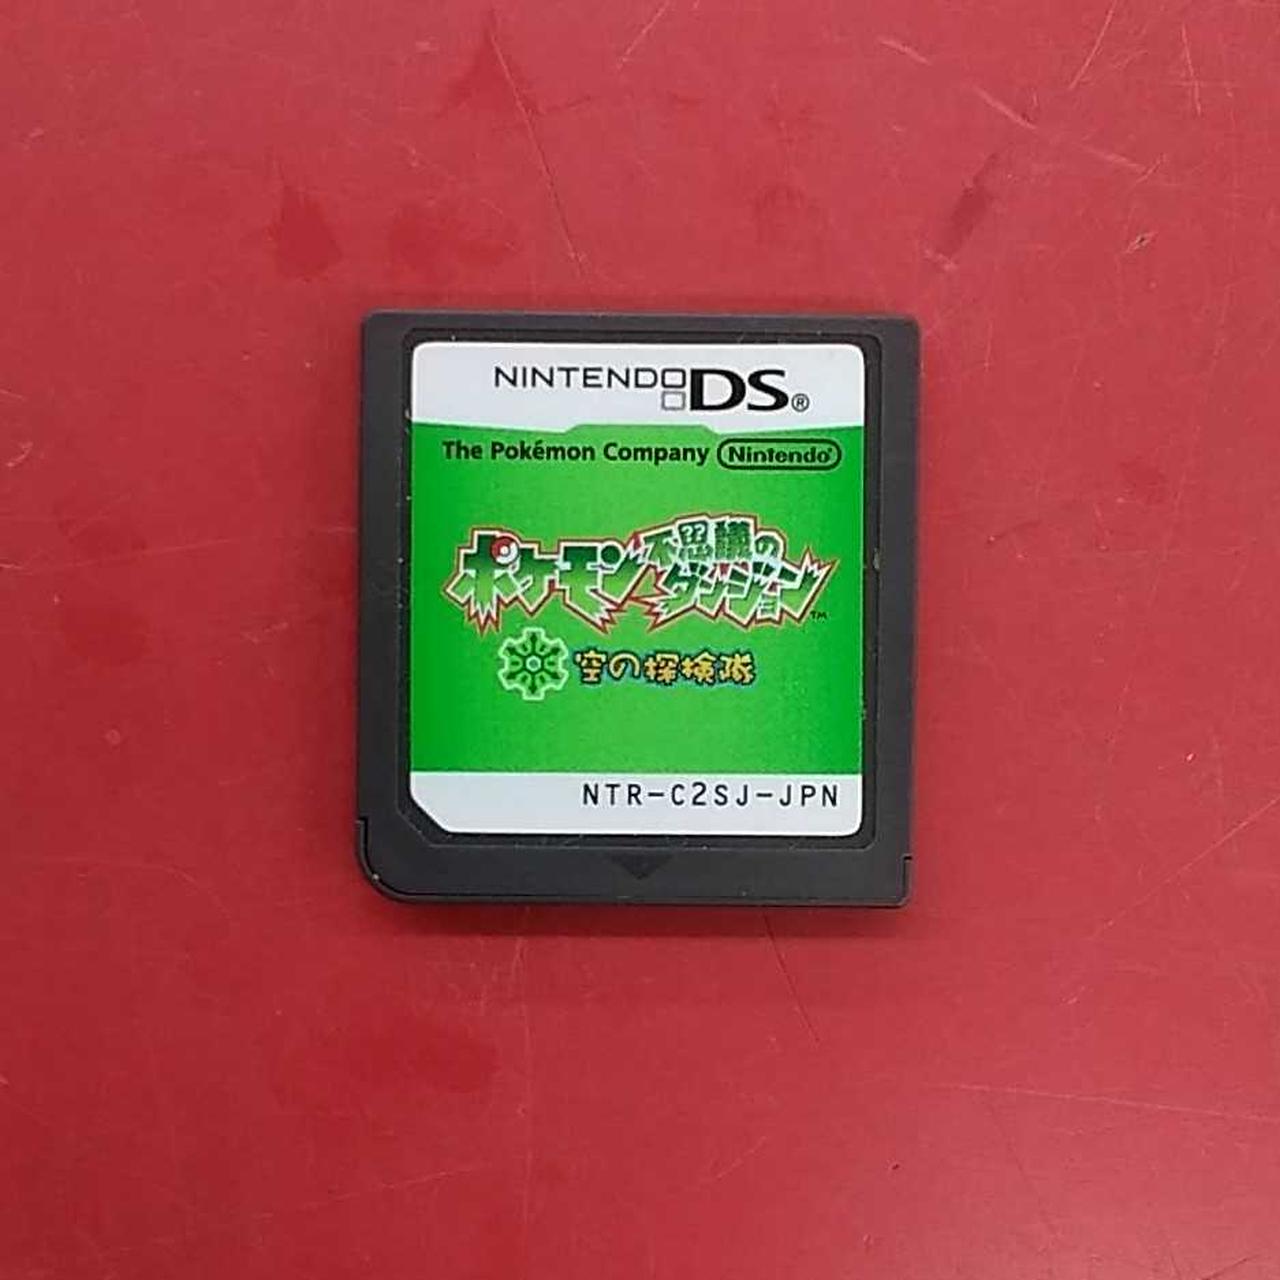 NINTENDO DS®
The Pokémon Company Nintendo®
ポケモン不思議のダンジョン™
空の探検隊
NTR-C2SJ-JPN